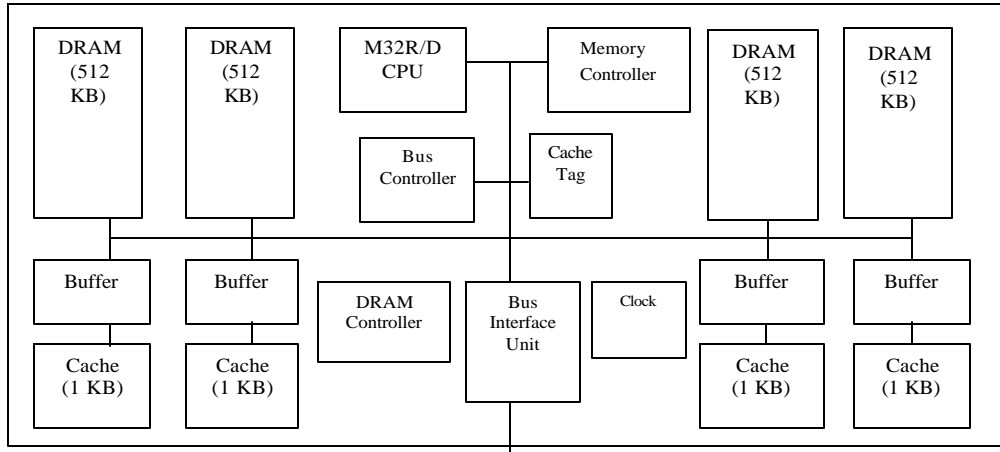 DRAM
(512
KB)
DRAM
(512
KB)
M32R/D
CPU
Memory
Controller
DRAM
(512
KB)
DRAM
(512
KB)
Bus
Controller
Cache
Tag
Buffer
Buffer
DRAM
Controller
Bus
Interface
Unit
Clock
Buffer
Buffer
Cache
(1 KB)
Cache
(1 KB)
Cache
(1 KB)
Cache
(1 KB)